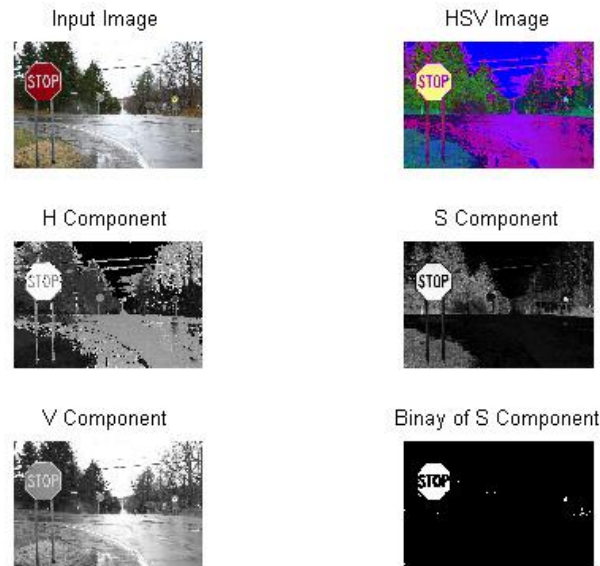 Input Image
HSV Image
STOP
STOP
H Component
S Component
STOP
STOP
V Component
Binay of S Component
STOP
STOP